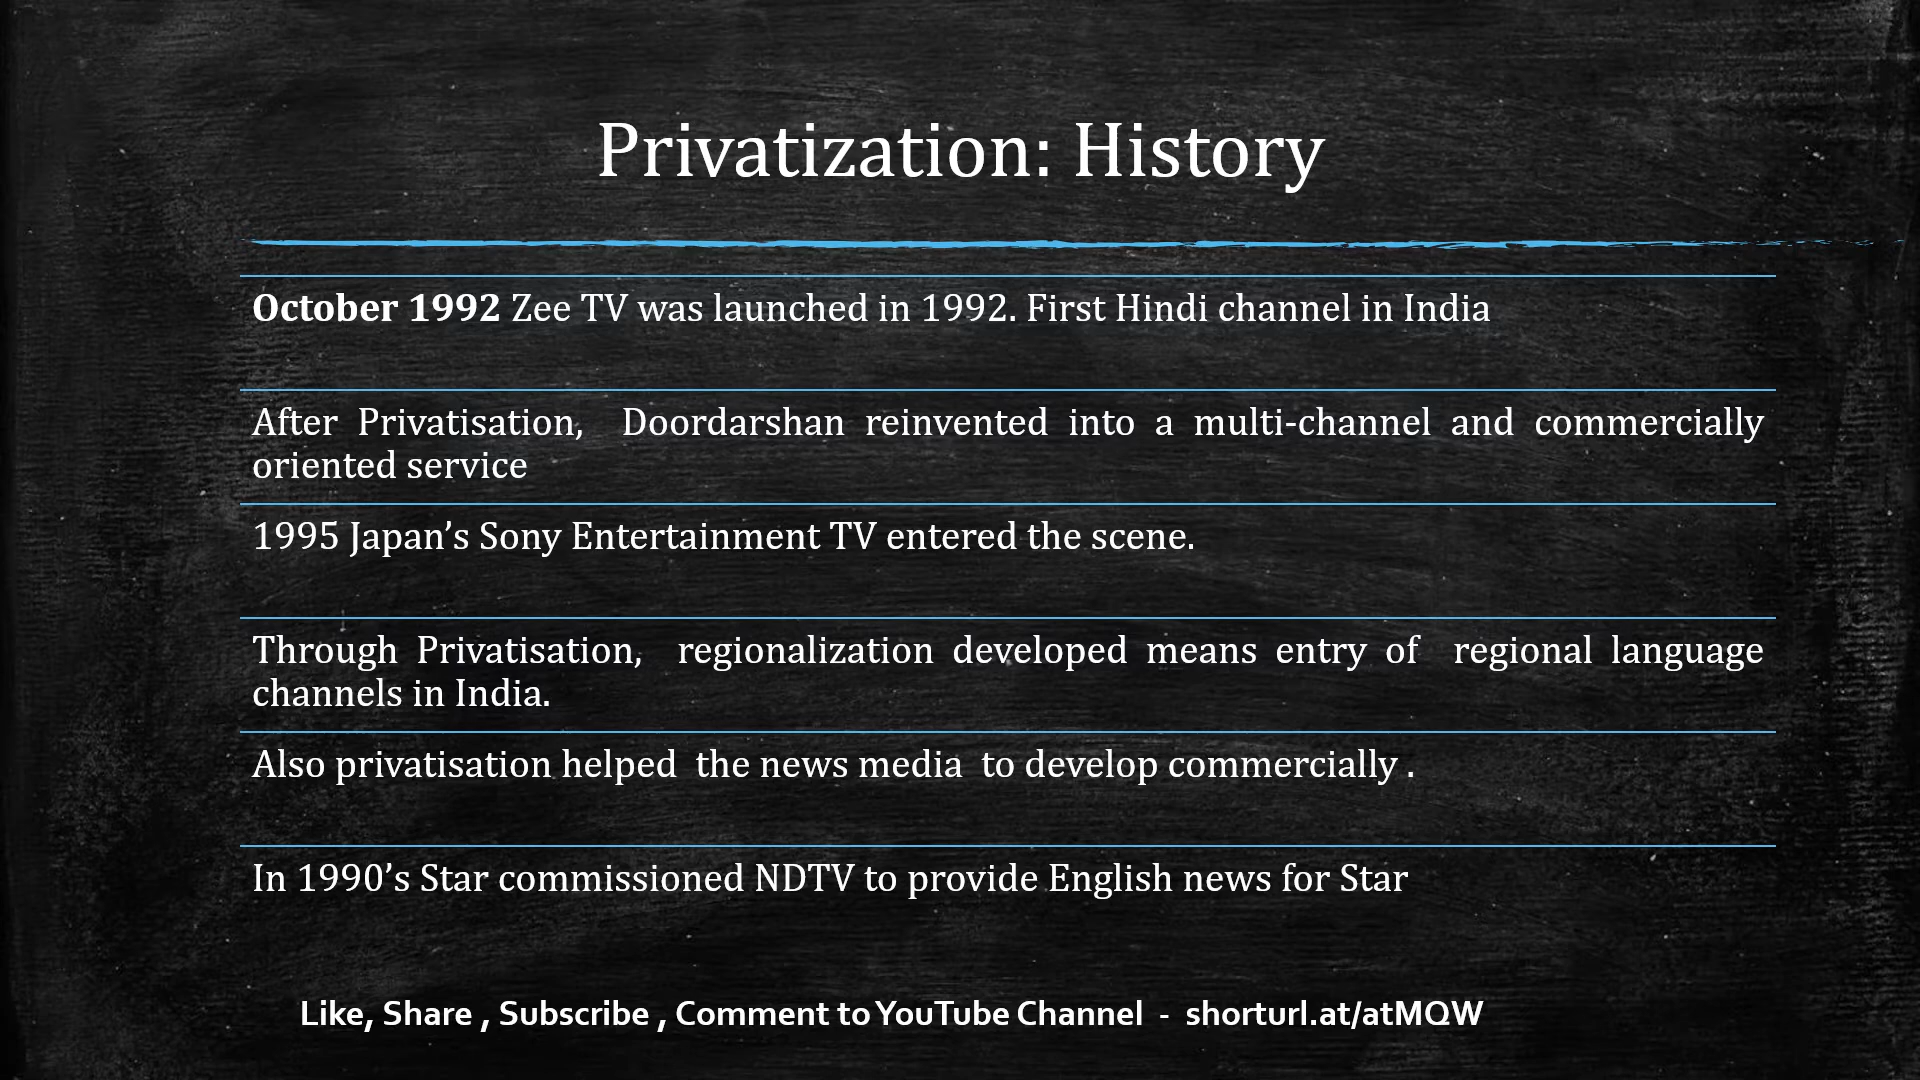 Privatization: History
October 1992 Zee TV was launched in 1992. First Hindi channel in India
After Privatisation, Doordarshan reinvented into a multi-channel and commercially
oriented service
1995 Japan’s Sony Entertainment TV entered the scene.
Through Privatisation, regionalization developed means entry of regional language
channels in India.
Also privatisation helped the news media to develop commercially .
In 1990’s Star commissioned NDTV to provide English news for Star
Like, Share , Subscribe , Comment to YouTube Channel - shorturl.at/atMQW